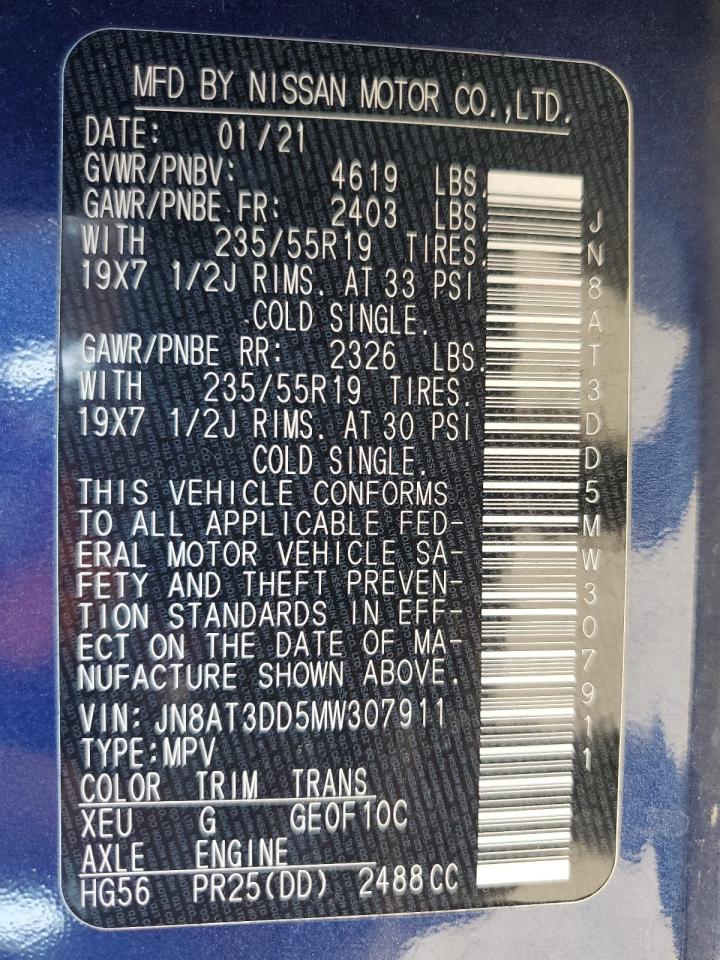 MFD BY NISSAN MOTOR CO.,LTD.
DATE: 01/21
GVWR/PNBV: 4619 LBS.
GAWR/PNBE FR: 2403 LBS.
WITH 235/55R19 TIRES.
19X7 1/2J RIMS. AT 33 PSI
COLD SINGLE.
GAWR/PNBE RR: 2326 LBS.
WITH 235/55R19 TIRES.
19X7 1/2J RIMS. AT 30 PSI
COLD SINGLE.
THIS VEHICLE CONFORMS
TO ALL APPLICABLE FED-
ERAL MOTOR VEHICLE SA-
FETY AND THEFT PREVEN-
TION STANDARDS IN EFF-
ECT ON THE DATE OF MA-
NUFACTURE SHOWN ABOVE.
VIN: JN8AT3DD5MW307911
TYPE:MPV
COLOR TRIM TRANS
XEU G GE0F10C
AXLE ENGINE
HG56 PR25(DD) 2488CC
JN8AT3DD5MW307911